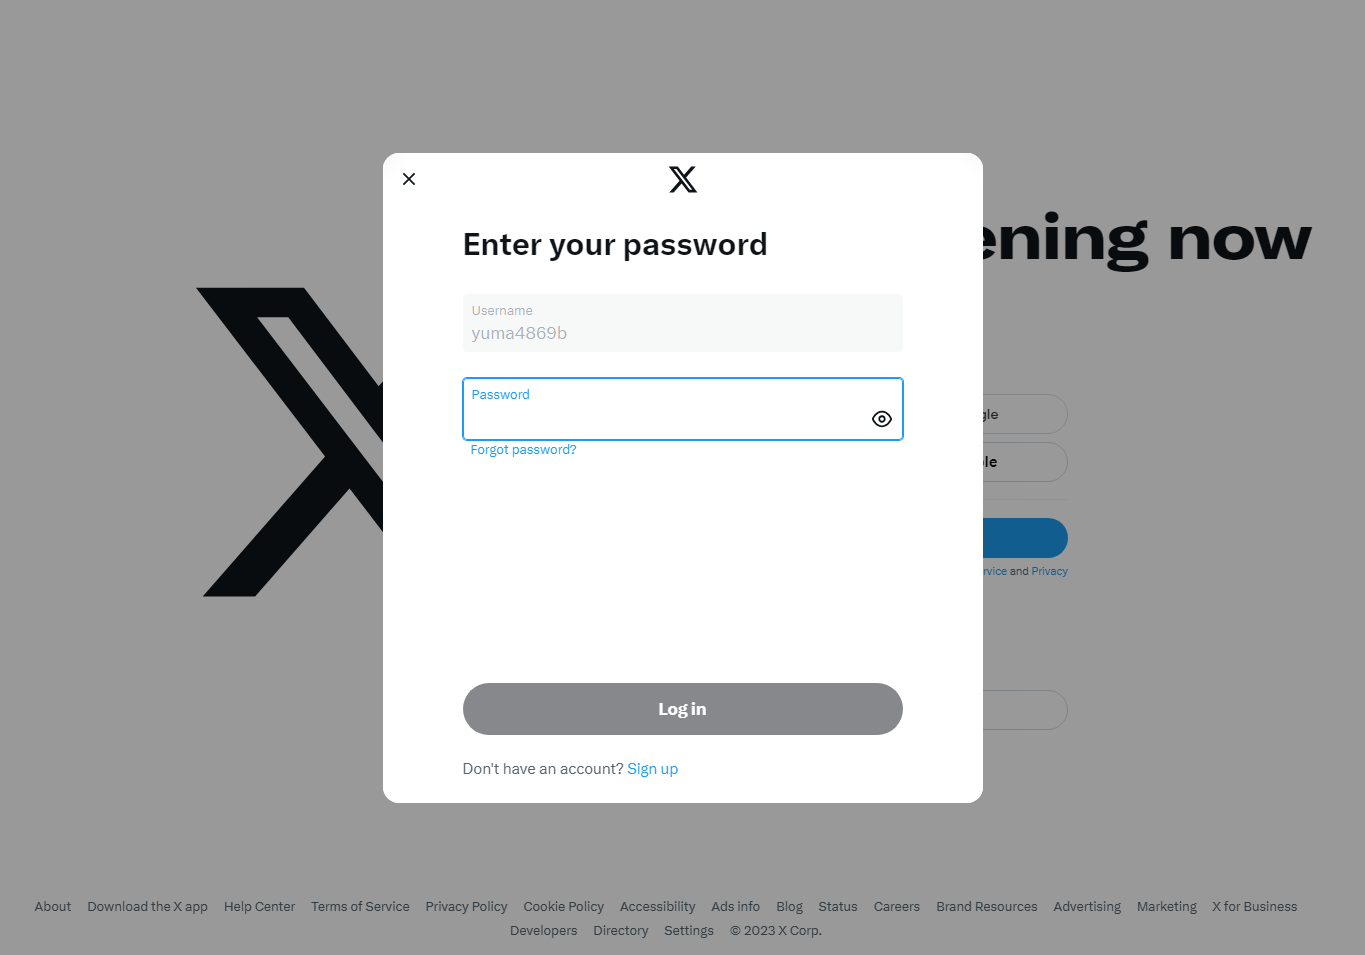 ening now
Enter your password
Username
yuma4869b
Password
Forgot password?
gle
ole
rvice and Privacy
Log in
Don't have an account? Sign up
About Download the X app Help Center Terms of Service Privacy Policy Cookie Policy Accessibility Ads info Blog Status Careers Brand Resources Advertising Marketing X for Business
Developers Directory Settings © 2023 X Corp.